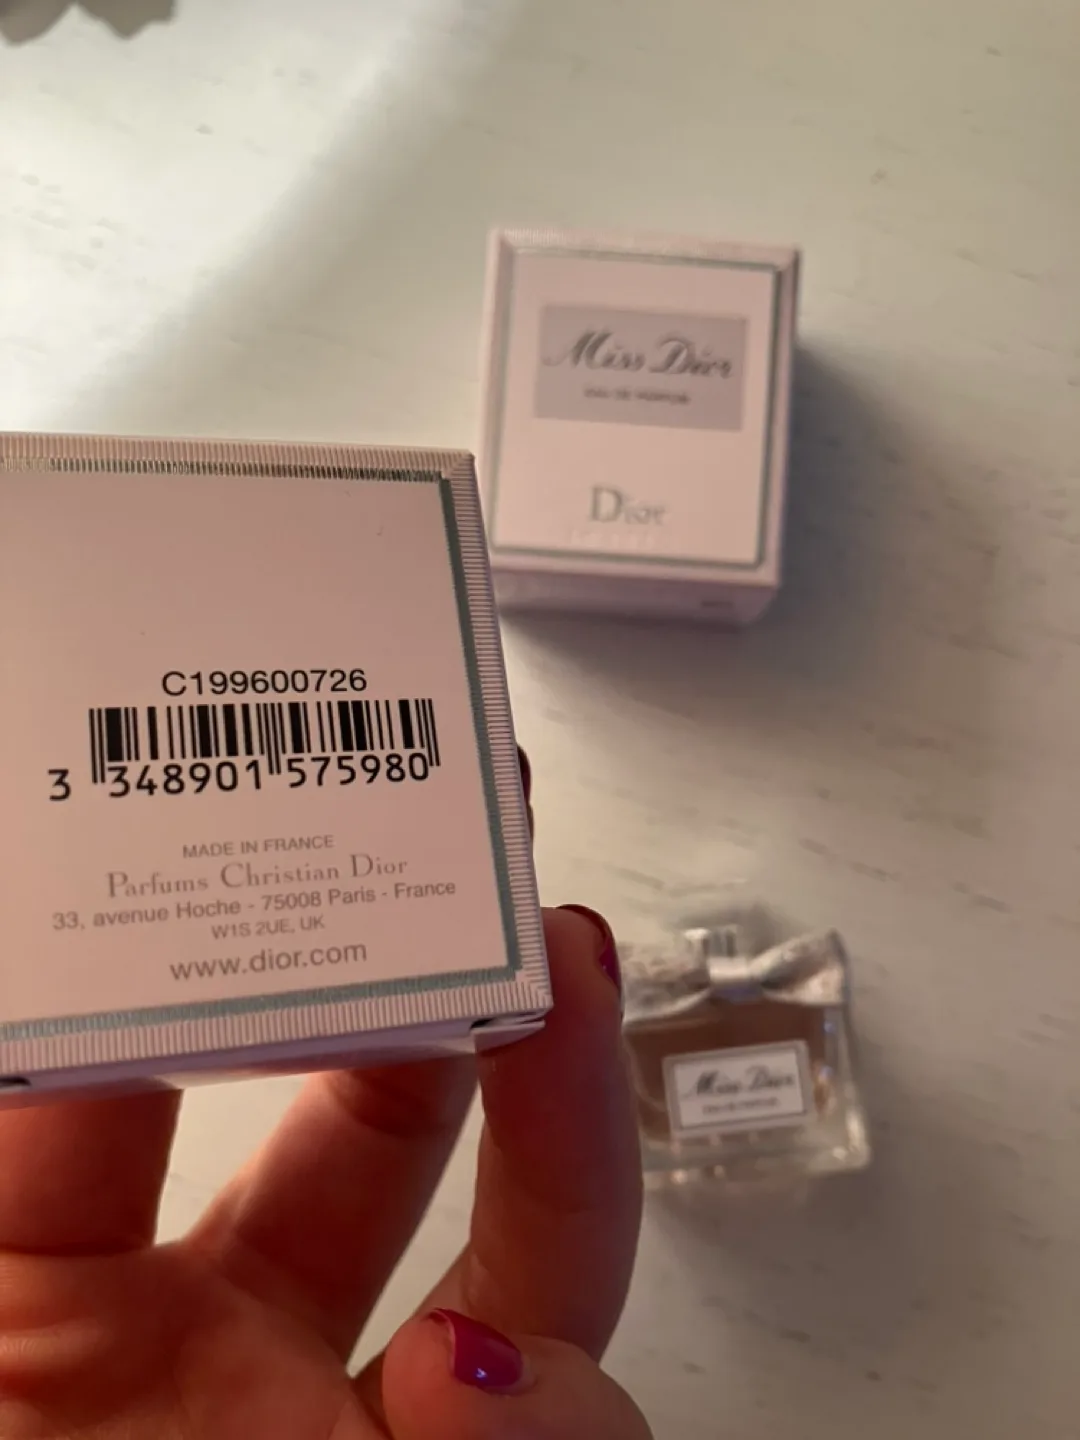 Miss Dior
EAU DE PARFUM
Dior
C199600726
3 348901 575980
MADE IN FRANCE
Parfums Christian Dior
33, avenue Hoche - 75008 Paris - France
W1S 2UE, UK
www.dior.com
Miss Dior
EAU DE PARFUM